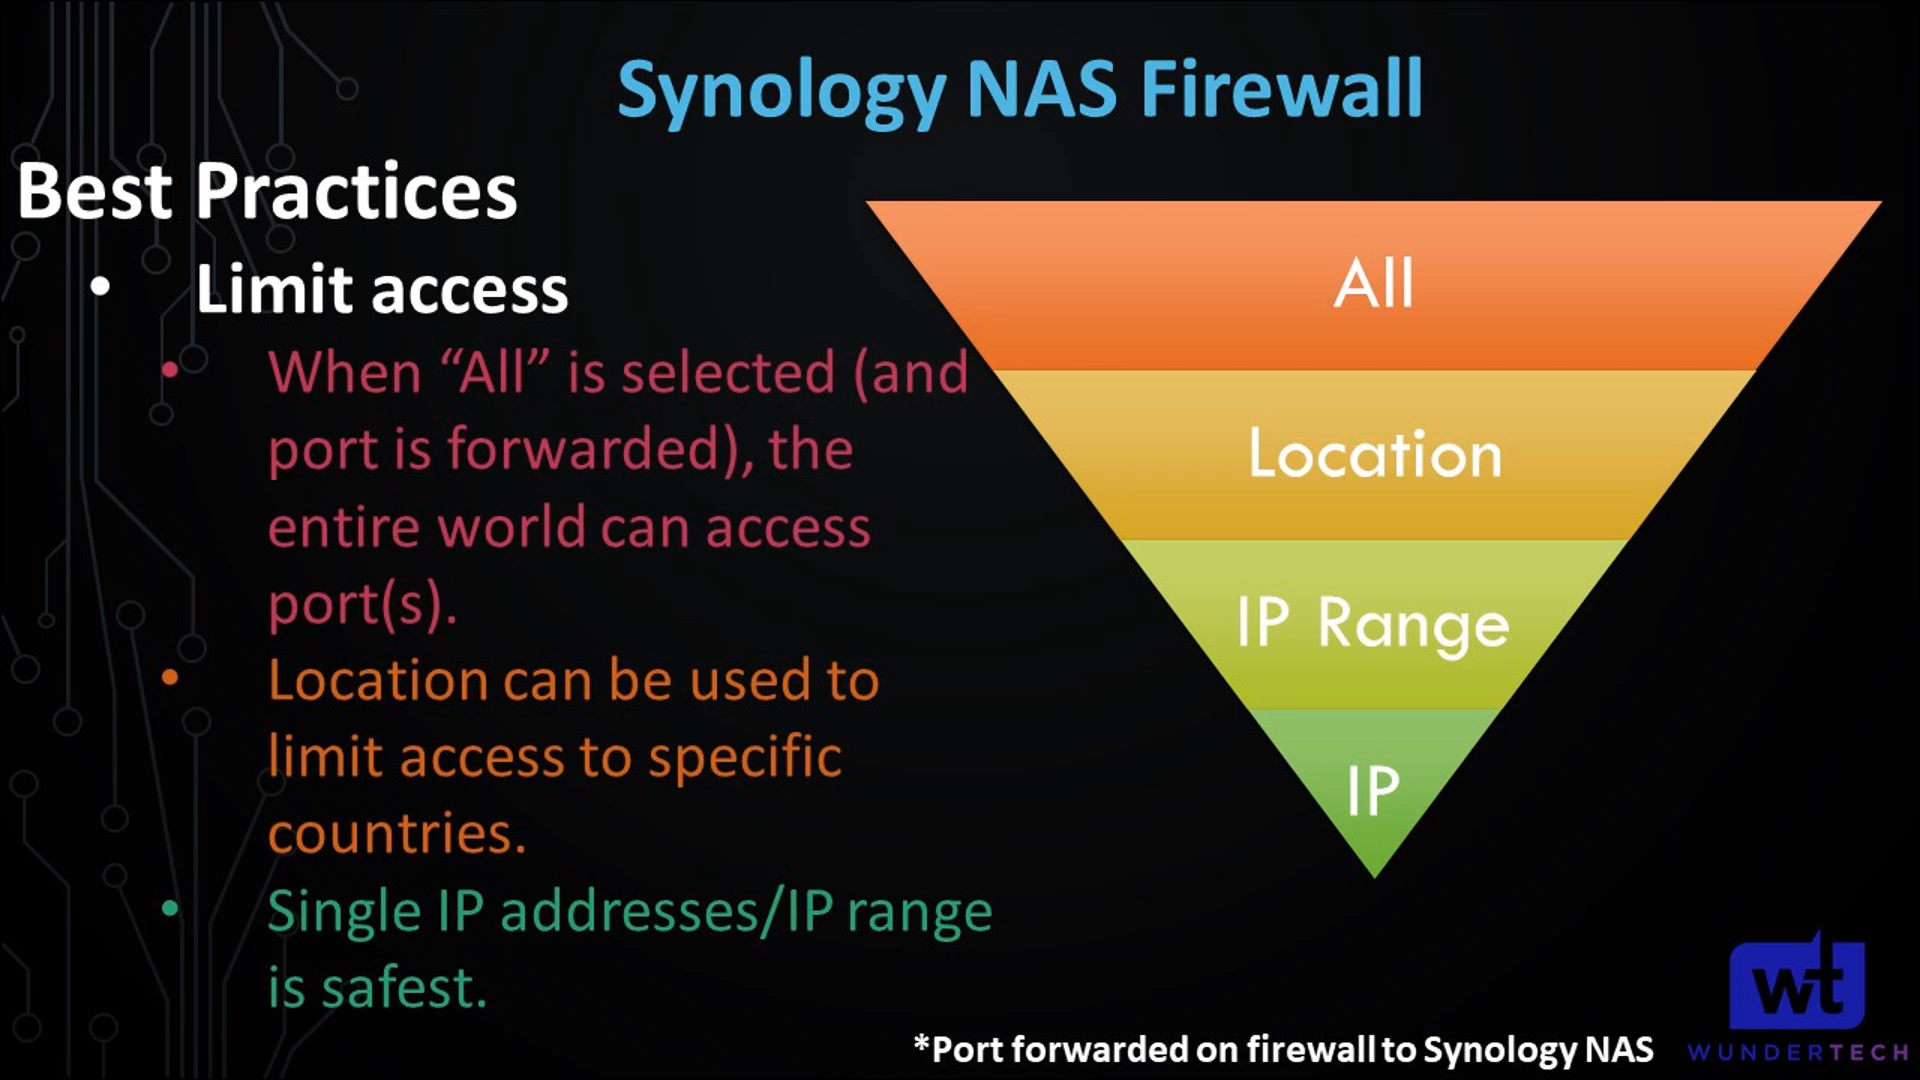 Synology NAS Firewall
Best Practices
• Limit access
• When “All” is selected (and
port is forwarded), the
entire world can access
port(s).
• Location can be used to
limit access to specific
countries.
• Single IP addresses/IP range
is safest.
All
Location
IP Range
IP
*Port forwarded on firewall to Synology NAS
wt
WUNDERTECH